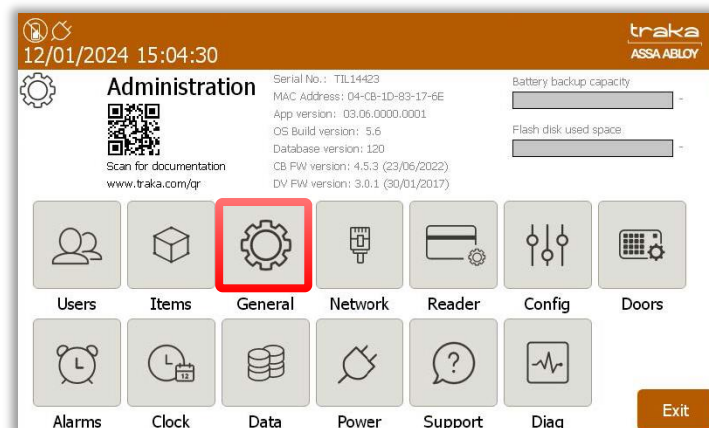 traka
12/01/2024 15:04:30
ASSA ABLOY
Administration
Scan for documentation
www.traka.com/qr
Serial No.: TIL14423
MAC Address: 04-CB-1D-83-17-6E
App version: 03.06.0000.0001
OS Build version: 5.6
Database version: 120
CB FW version: 4.5.3 (23/06/2022)
DV FW version: 3.0.1 (30/01/2017)
Battery backup capacity
-
Flash disk used space
-
Users
Items
General
Network
Reader
Config
Doors
12
?
Alarms
Clock
Data
Power
Support
Diag
Exit